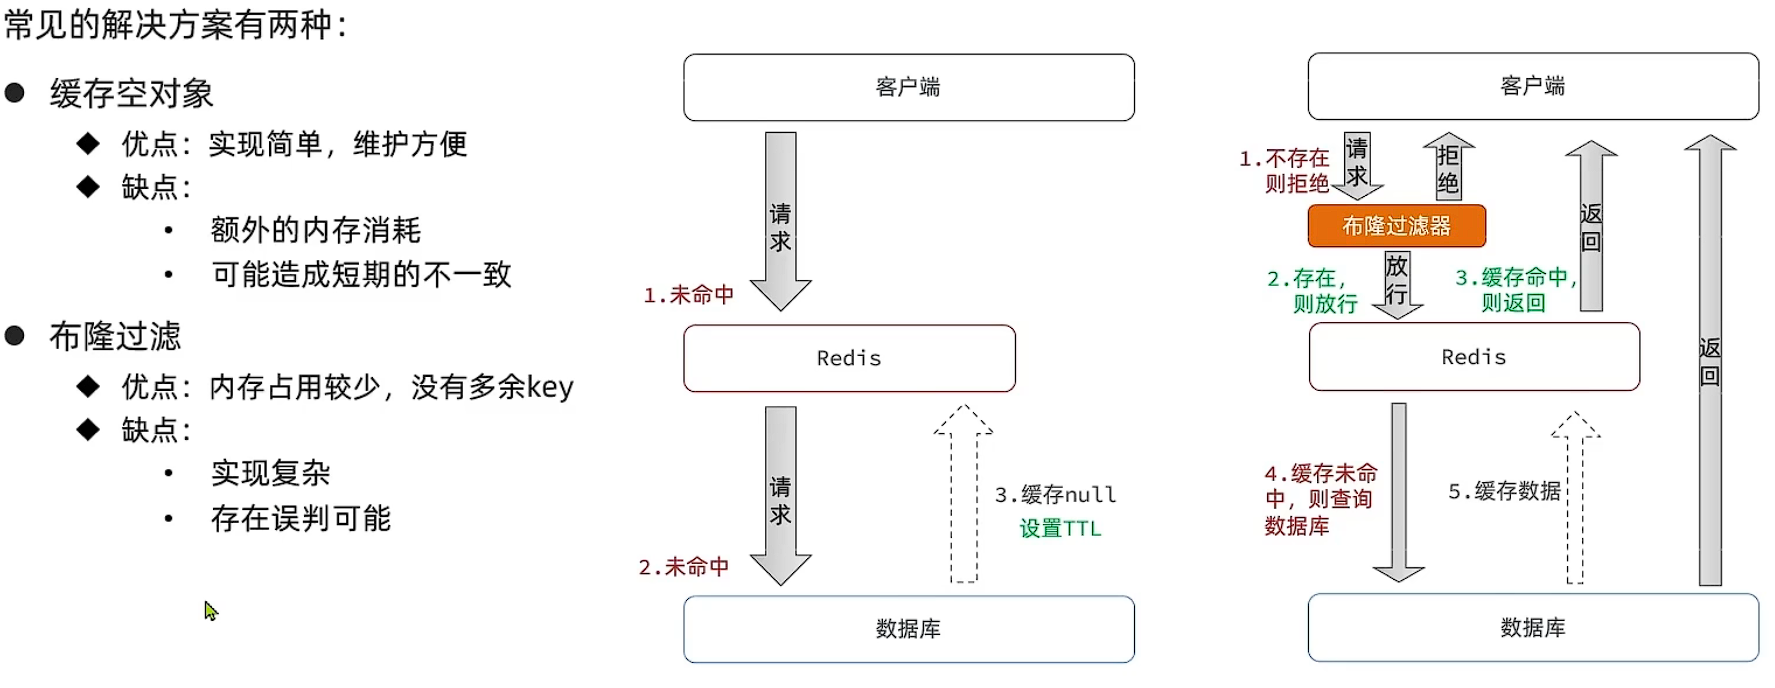 常见的解决方案有两种：
● 缓存空对象
◆ 优点：实现简单，维护方便
◆ 缺点：
• 额外的内存消耗
• 可能造成短期的不一致
● 布隆过滤
◆ 优点：内存占用较少，没有多余key
◆ 缺点：
• 实现复杂
• 存在误判可能
客户端
请
求
1.未命中
Redis
请
求
2.未命中
3.缓存null
设置TTL
数据库
客户端
1.不存在
则拒绝
请
求
拒
绝
布隆过滤器
2.存在，
则放行
放
行
3.缓存命中，
则返回
返
回
Redis
4.缓存未命
中，则查询
数据库
5.缓存数据
返
回
数据库